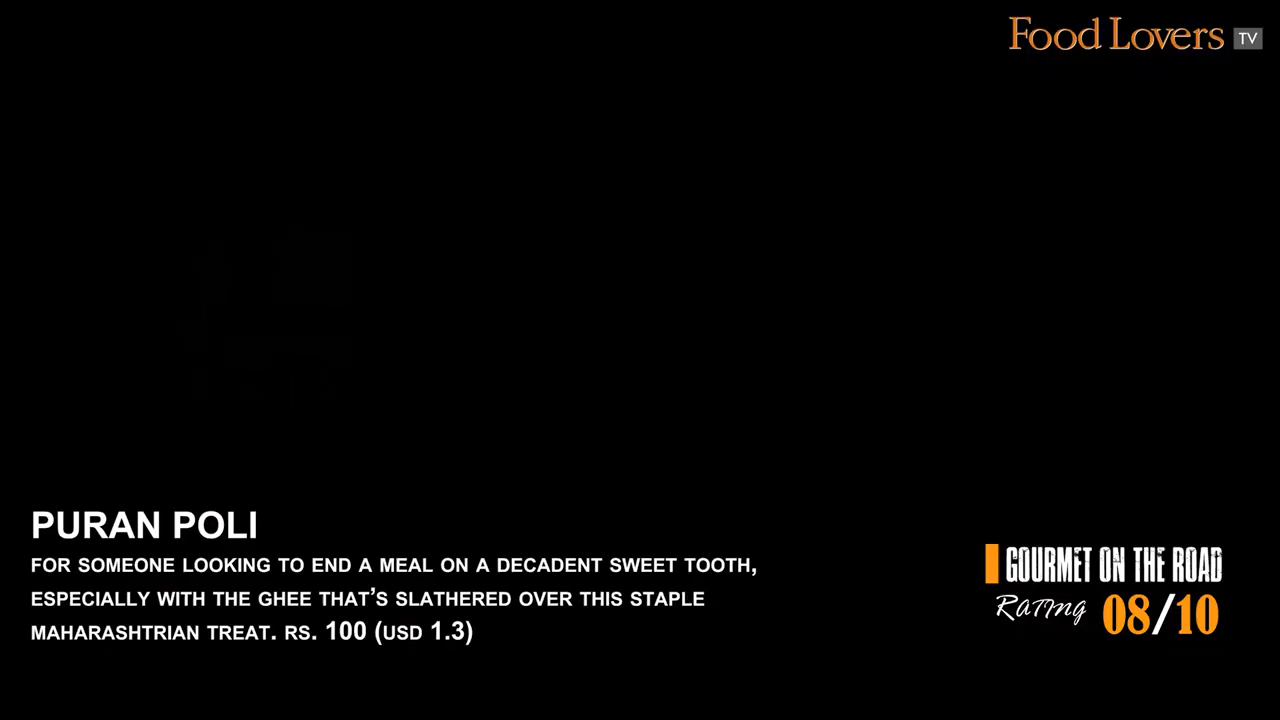 Food Lovers TV
PURAN POLI
FOR SOMEONE LOOKING TO END A MEAL ON A DECADENT SWEET TOOTH,
ESPECIALLY WITH THE GHEE THAT'S SLATHERED OVER THIS STAPLE
MAHARASHTRIAN TREAT. RS. 100 (USD 1.3)
GOURMET ON THE ROAD
Rating 08/10